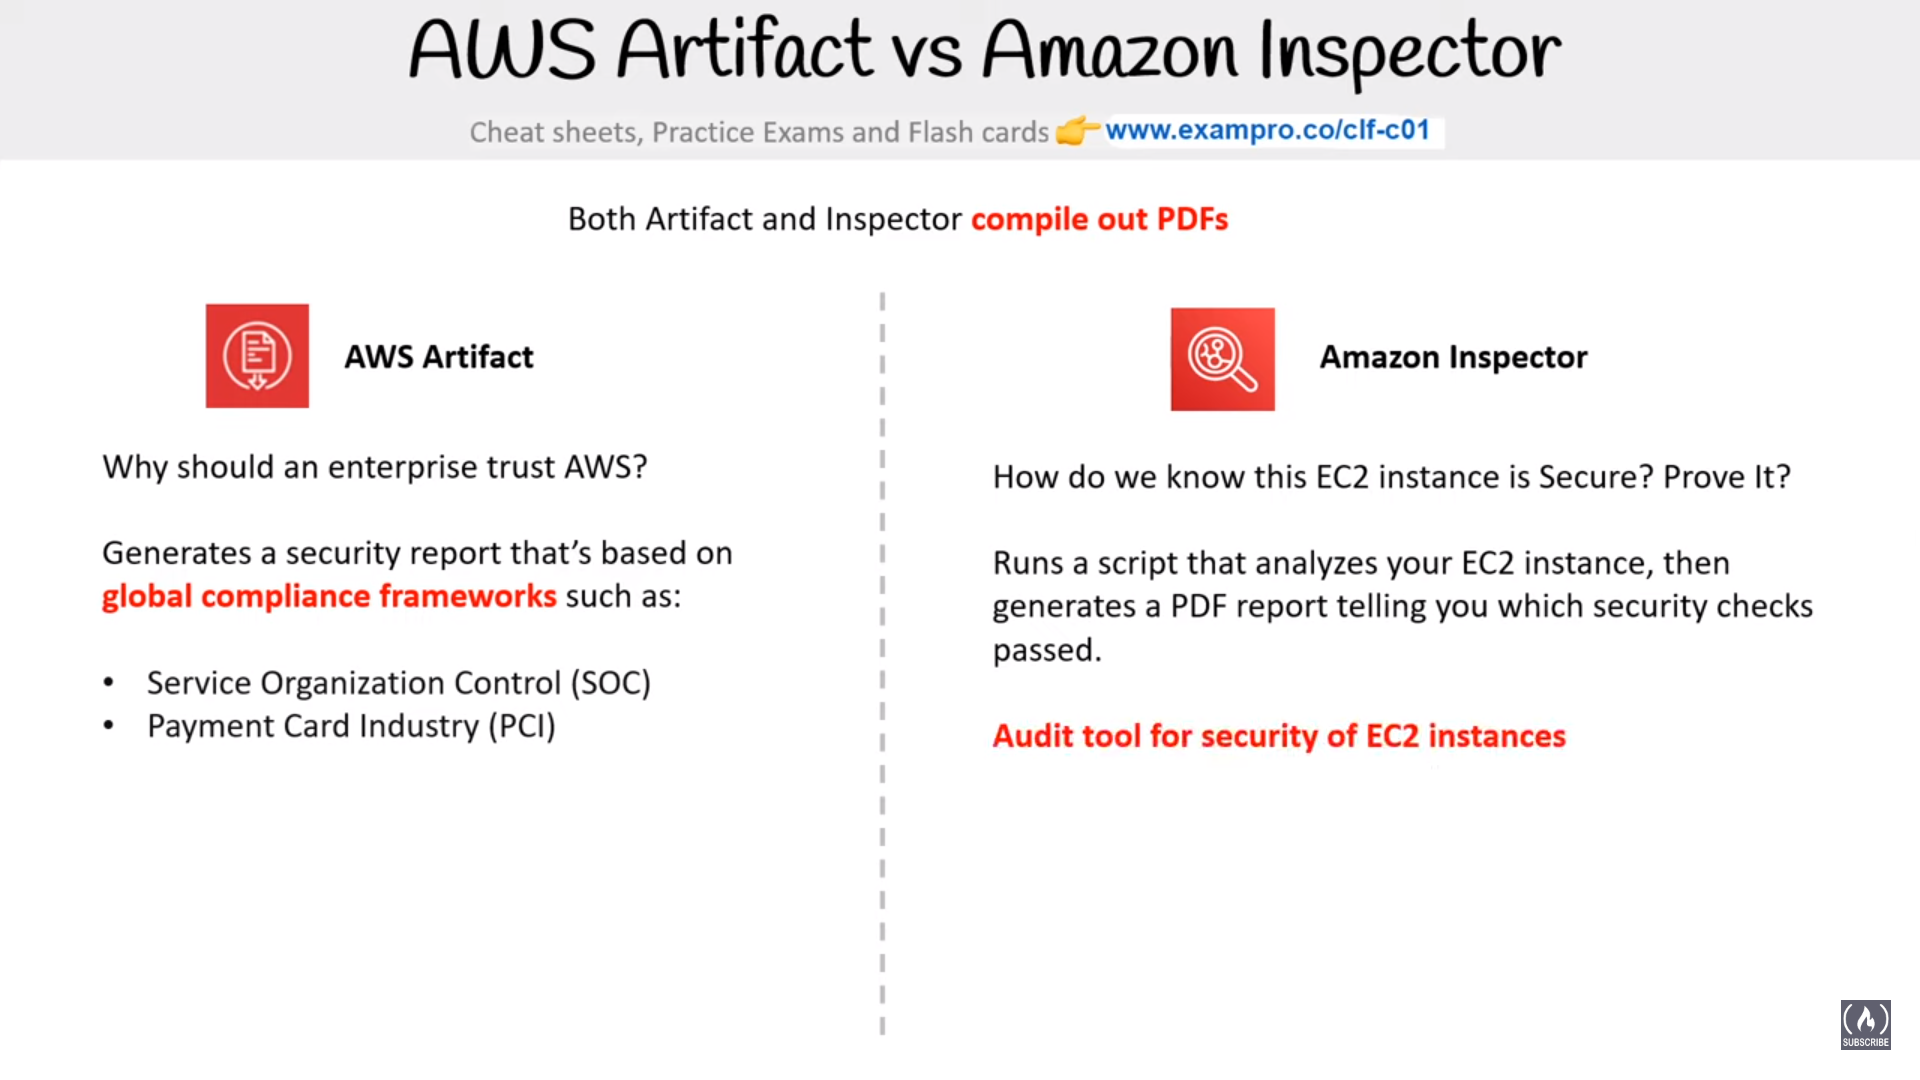 AWS Artifact vs Amazon Inspector
Cheat sheets, Practice Exams and Flash cards 👉 www.exampro.co/clf-c01
Both Artifact and Inspector compile out PDFs
AWS Artifact
Why should an enterprise trust AWS?
Generates a security report that's based on
global compliance frameworks such as:
• Service Organization Control (SOC)
• Payment Card Industry (PCI)
Amazon Inspector
How do we know this EC2 instance is Secure? Prove It?
Runs a script that analyzes your EC2 instance, then
generates a PDF report telling you which security checks
passed.
Audit tool for security of EC2 instances
SUBSCRIBE